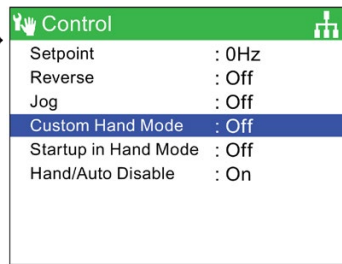 Control
Setpoint : 0Hz
Reverse : Off
Jog : Off
Custom Hand Mode : Off
Startup in Hand Mode : Off
Hand/Auto Disable : On